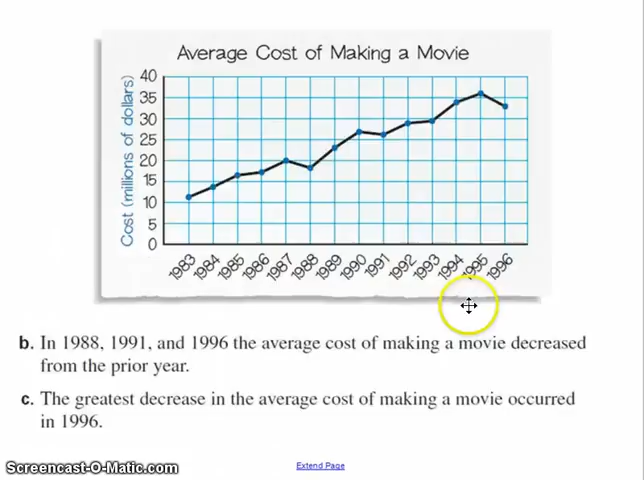 Average Cost of Making a Movie
Cost (millions of dollars)
40
35
30
25
20
15
10
5
0
1983 1984 1985 1986 1987 1988 1989 1990 1991 1992 1993 1994 1995 1996
b. In 1988, 1991, and 1996 the average cost of making a movie decreased
from the prior year.
c. The greatest decrease in the average cost of making a movie occurred
in 1996.
Extend Page
Screencast-O-Matic.com